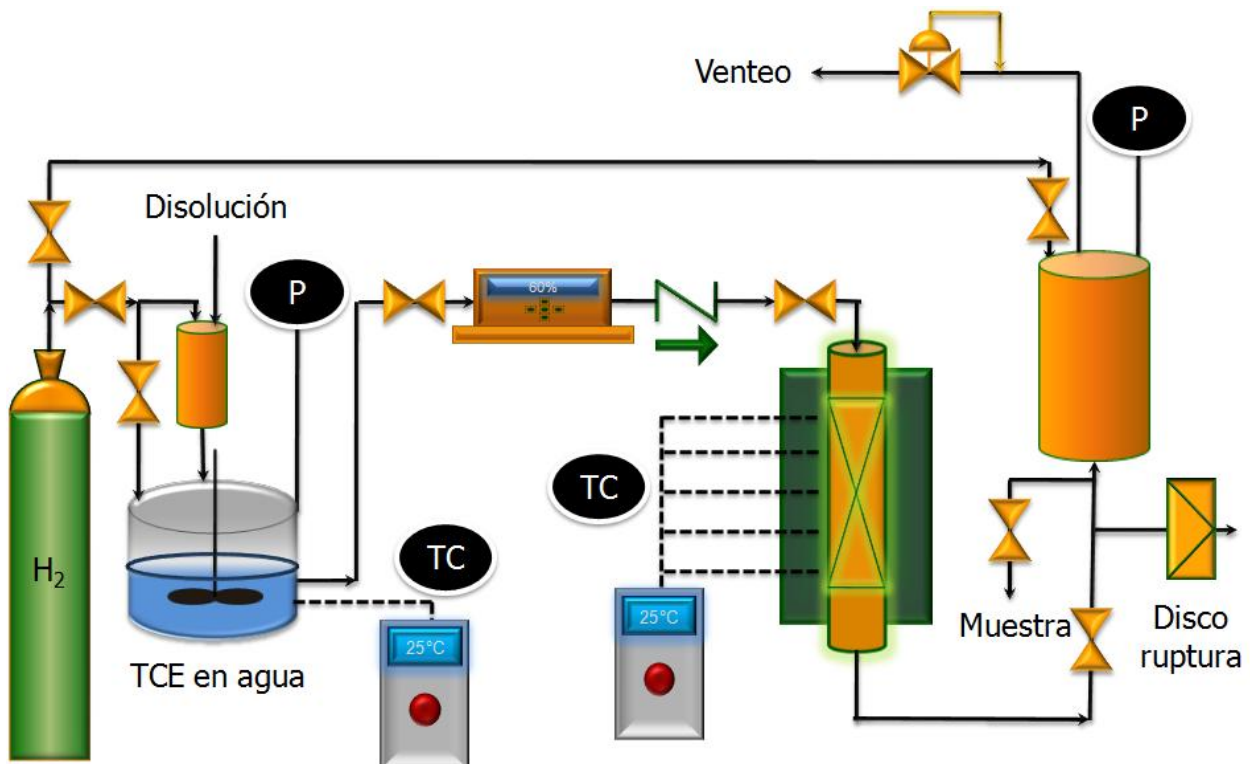 Venteo
P
Disolución
P
60%
H₂
TC
TC
25°C
25°C
TCE en agua
Muestra
Disco
ruptura